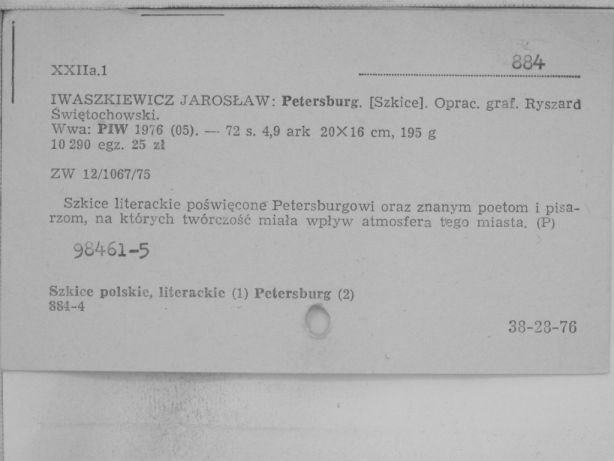 884
XXIIa.1
IWASZKIEWICZ JAROSŁAW: Petersburg. [Szkice]. Oprac. graf. Ryszard
Świętochowski.
Wwa: PIW 1976 (05). — 72 s. 4,9 ark 20×16 cm, 195 g
10 290 egz. 25 zł
ZW 12/1067/75
Szkice literackie poświęcone Petersburgowi oraz znanym poetom i pisa-
rzom, na których twórczość miała wpływ atmosfera tego miasta. (P)
98461-5
Szkice polskie, literackie (1) Petersburg (2)
884-4
38-28-76